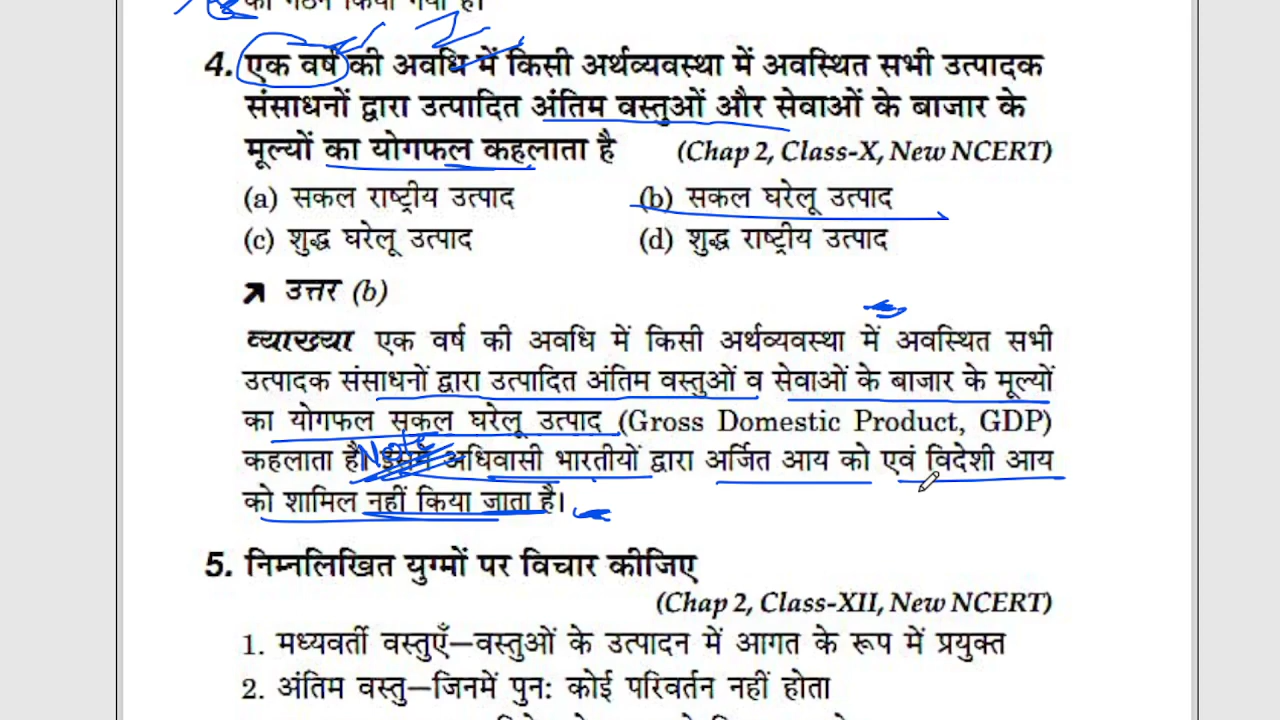 का गठन किया गया है।
4. एक वर्ष की अवधि में किसी अर्थव्यवस्था में अवस्थित सभी उत्पादक
संसाधनों द्वारा उत्पादित अंतिम वस्तुओं और सेवाओं के बाजार के
मूल्यों का योगफल कहलाता है (Chap 2, Class-X, New NCERT)
(a) सकल राष्ट्रीय उत्पाद (b) सकल घरेलू उत्पाद
(c) शुद्ध घरेलू उत्पाद (d) शुद्ध राष्ट्रीय उत्पाद
उत्तर (b)
व्याख्या एक वर्ष की अवधि में किसी अर्थव्यवस्था में अवस्थित सभी
उत्पादक संसाधनों द्वारा उत्पादित अंतिम वस्तुओं व सेवाओं के बाजार के मूल्यों
का योगफल सकल घरेलू उत्पाद (Gross Domestic Product, GDP)
Note
कहलाता है। इसमें अधिवासी भारतीयों द्वारा अर्जित आय को एवं विदेशी आय
को शामिल नहीं किया जाता है।
5. निम्नलिखित युग्मों पर विचार कीजिए
(Chap 2, Class-XII, New NCERT)
1. मध्यवर्ती वस्तुएँ—वस्तुओं के उत्पादन में आगत के रूप में प्रयुक्त
2. अंतिम वस्तु—जिनमें पुन: कोई परिवर्तन नहीं होता